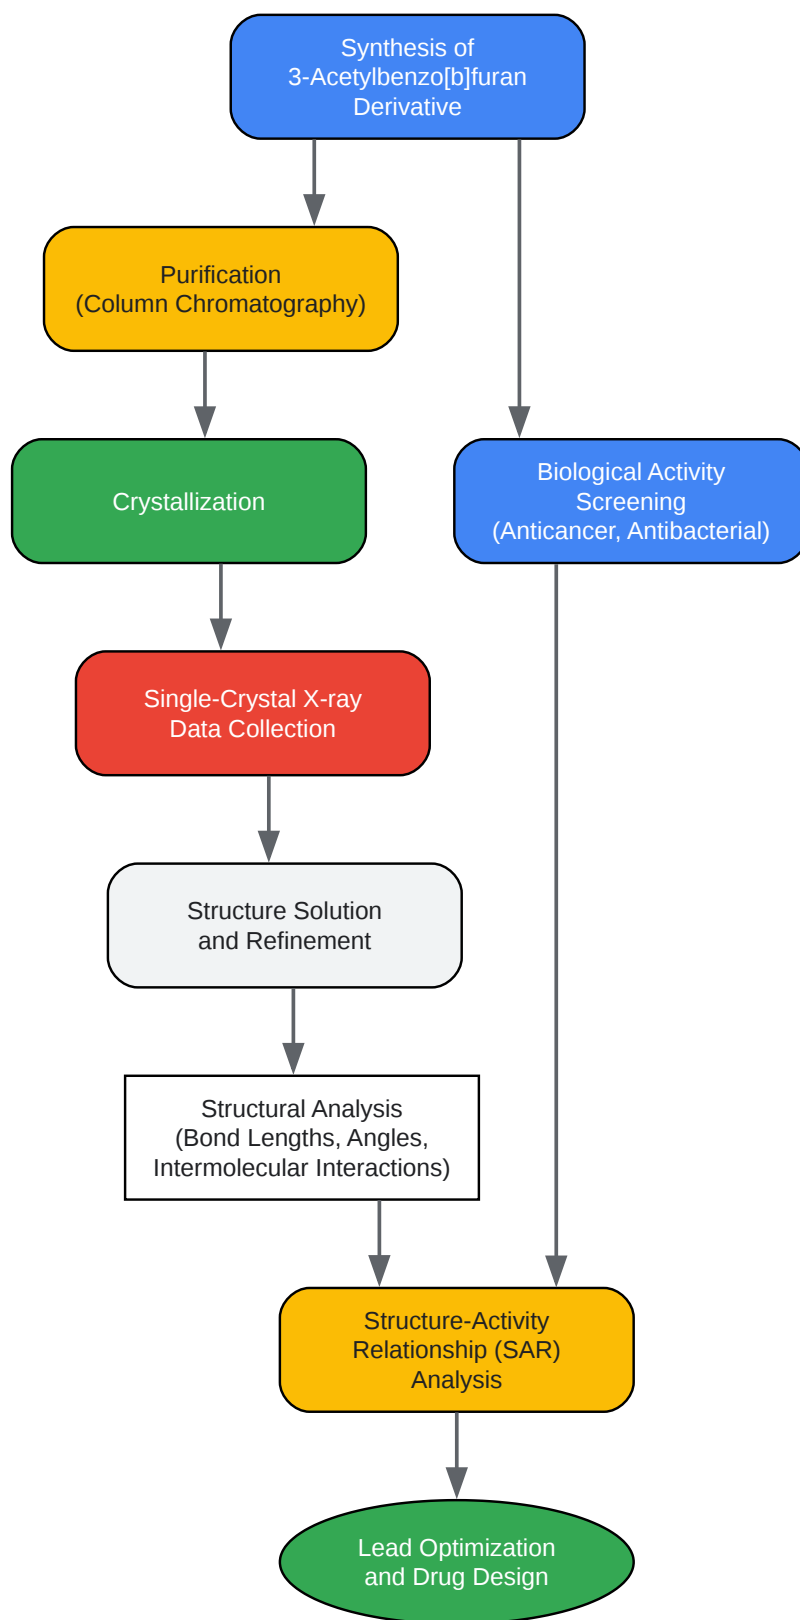 Synthesis of
3-Acetylbenzo[b]furan
Derivative
Purification
(Column Chromatography)
Crystallization
Biological Activity
Screening
(Anticancer, Antibacterial)
Single-Crystal X-ray
Data Collection
Structure Solution
and Refinement
Structural Analysis
(Bond Lengths, Angles,
Intermolecular Interactions)
Structure-Activity
Relationship (SAR)
Analysis
Lead Optimization
and Drug Design